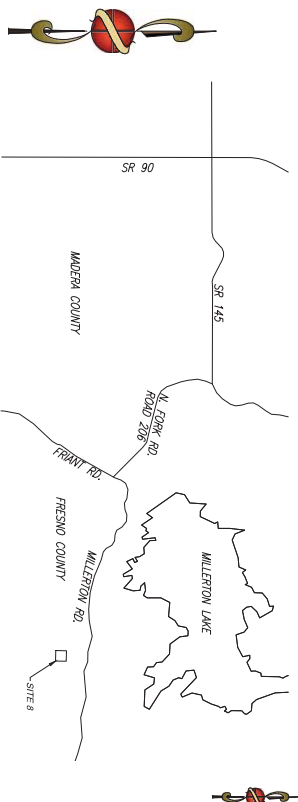 SR 90
SR 145
MADERA COUNTY
N. FORK RD.
ROAD 206
FRIANT RD.
MILLERTON LAKE
FRESNO COUNTY
MILLERTON RD.
SITE 8